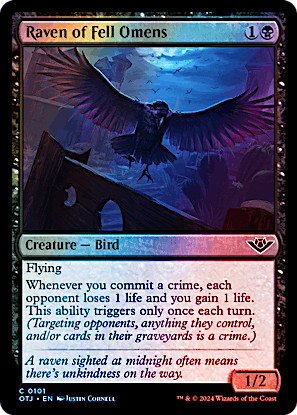 Raven of Fell Omens 1
Creature — Bird
Flying
Whenever you commit a crime, each
opponent loses 1 life and you gain 1 life.
This ability triggers only once each turn.
(Targeting opponents, anything they control,
and/or cards in their graveyards is a crime.)
A raven sighted at midnight often means
there's unkindness on the way.
1/2
C 0101
OTJ • EN Justin Cornell ™ & © 2024 Wizards of the Coast